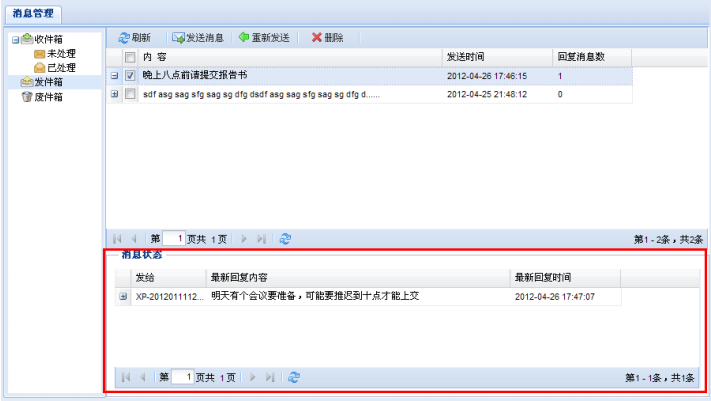 消息管理
收件箱
未处理
已处理
发件箱
废件箱
刷新 发送消息 重新发送 删除
内 容 发送时间 回复消息数
晚上八点前请提交报告书 2012-04-26 17:46:15 1
sdf asg sag sfg sag sg dfg dsdf asg sag sfg sag sg dfg d...... 2012-04-25 21:48:12 0
第 1 页共 1 页 第1 - 2条，共2条
消息状态
发给 最新回复内容 最新回复时间
XP-2012011112... 明天有个会议要准备，可能要推迟到十点才能上交 2012-04-26 17:47:07
第 1 页共 1 页 第1 - 1条，共1条